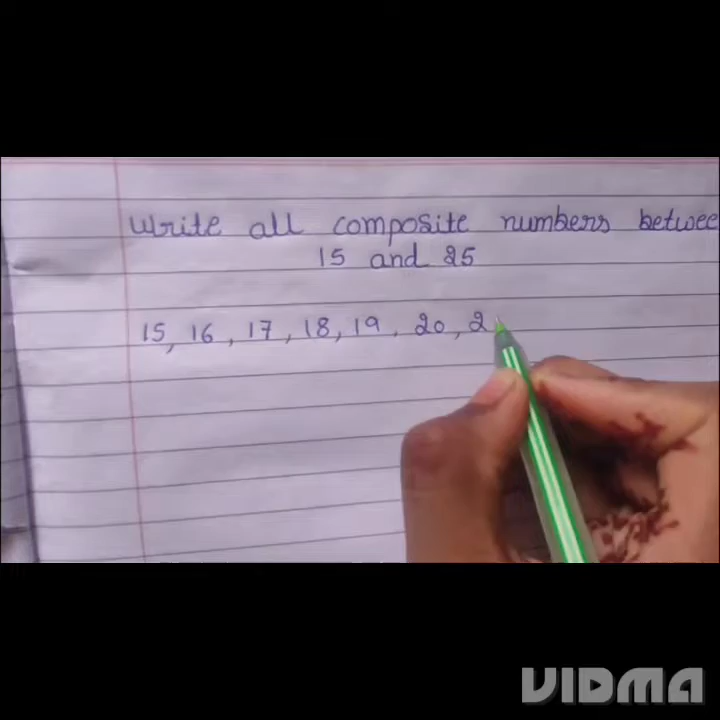 Write all composite numbers betwee
15 and 25
15, 16, 17, 18, 19, 20, 2
VIDMA